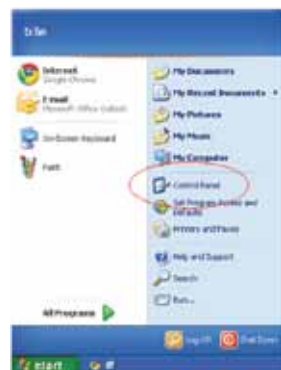 Internet
Google Chrome
E-mail
Microsoft Office Outlook
On-Screen Keyboard
Paint
All Programs
My Documents
My Recent Documents
My Pictures
My Music
My Computer
Control Panel
Set Program Access and
Defaults
Printers and Faxes
Help and Support
Search
Run...
Log Off
Shut Down
start